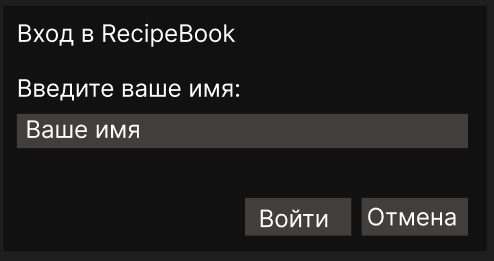 Вход в RecipeBook
Введите ваше имя:
Ваше имя
Войти Отмена